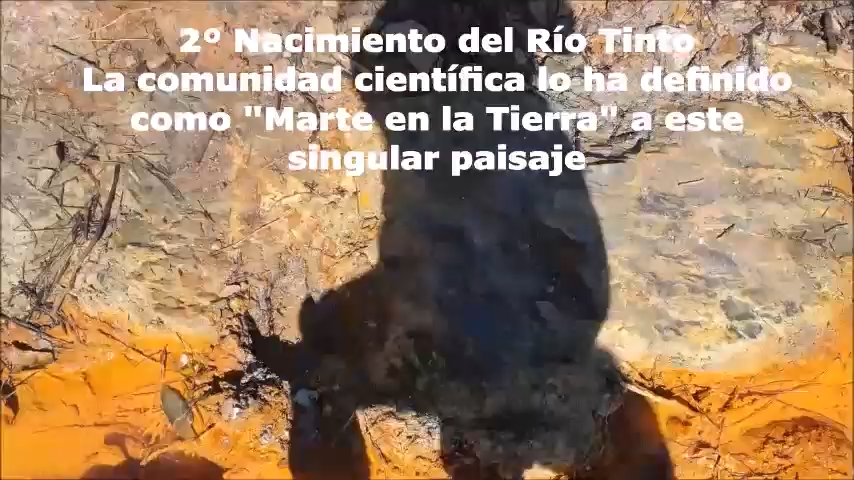 2º Nacimiento del Río Tinto
La comunidad científica lo ha definido
como "Marte en la Tierra" a este
singular paisaje